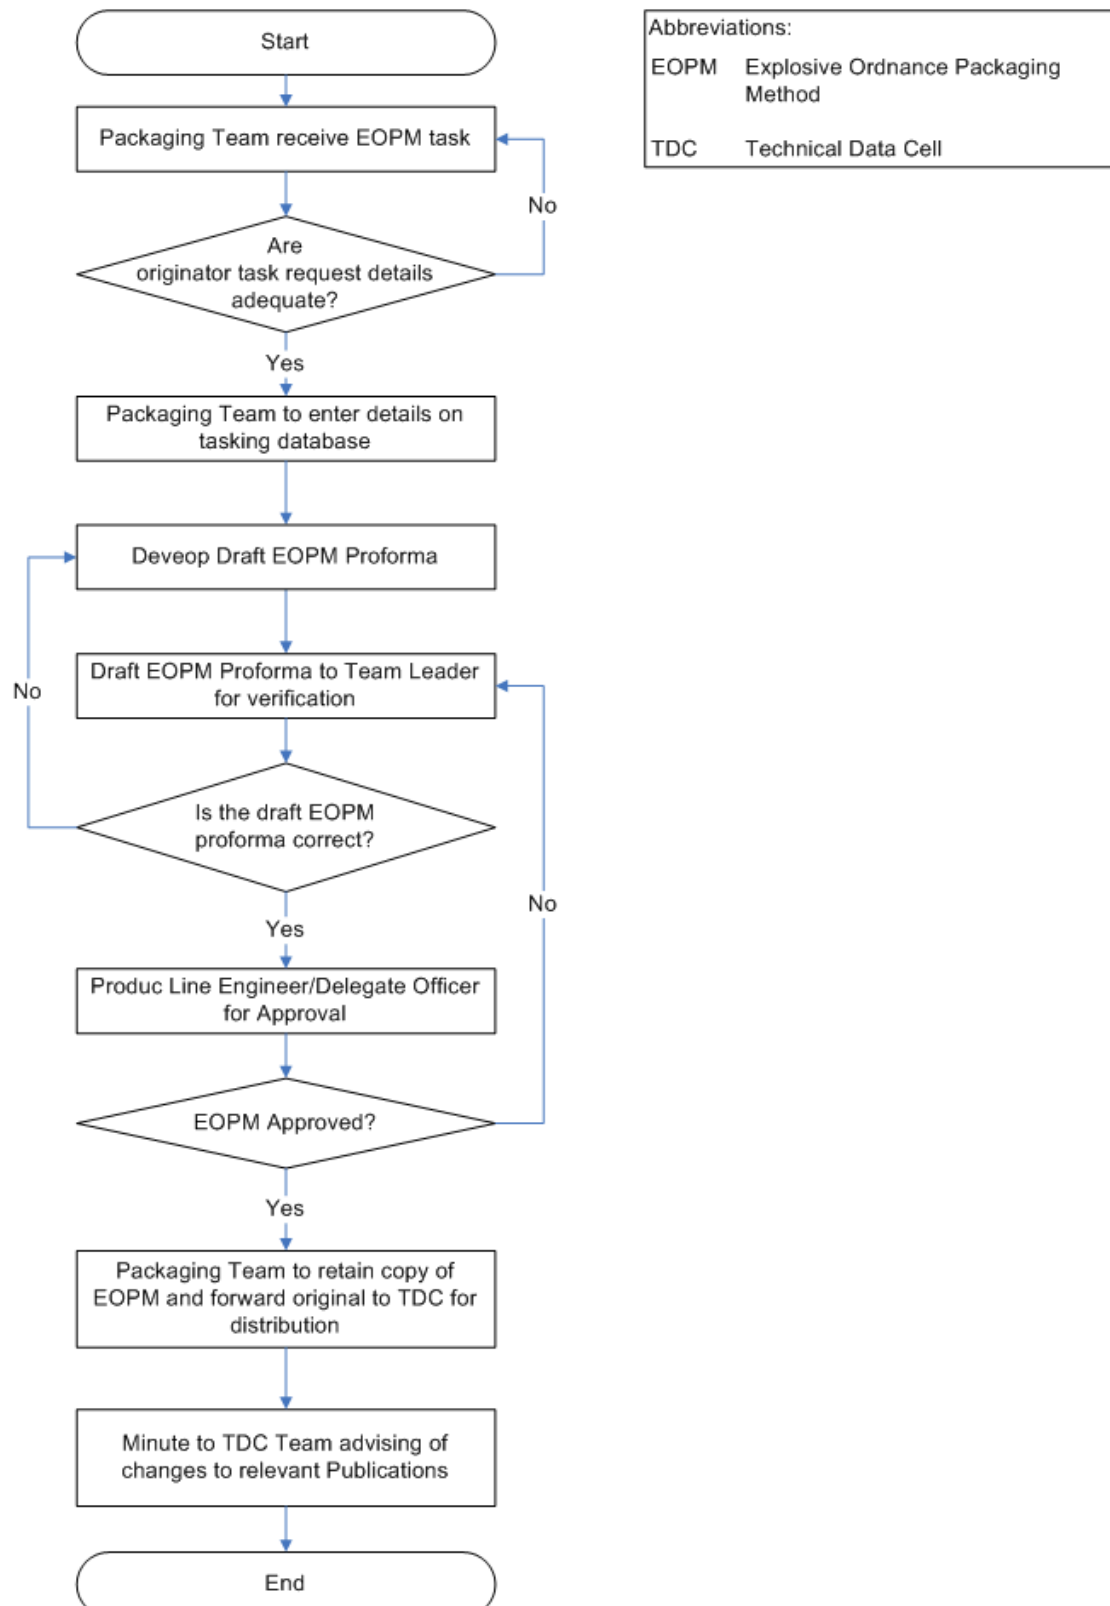 Start
Packaging Team receive EOPM task
No
Are
originator task request details
adequate?
Yes
Packaging Team to enter details on
tasking database
Deveop Draft EOPM Proforma
Draft EOPM Proforma to Team Leader
for verification
No
Is the draft EOPM
proforma correct?
No
Yes
Produc Line Engineer/Delegate Officer
for Approval
EOPM Approved?
Yes
Packaging Team to retain copy of
EOPM and forward original to TDC for
distribution
Minute to TDC Team advising of
changes to relevant Publications
End
Abbreviations:
EOPM Explosive Ordnance Packaging
Method
TDC Technical Data Cell